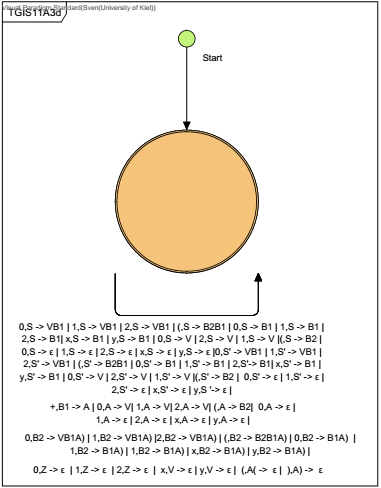 Visual Paradigm Standard(Sven(University of Kiel))
TGIS11A3d
Start
0,S -> VB1 | 1,S -> VB1 | 2,S -> VB1 | (,S -> B2B1 | 0,S -> B1 | 1,S -> B1 |
2,S -> B1| x,S -> B1 | y,S -> B1 | 0,S -> V | 2,S -> V | 1,S -> V |(,S -> B2 |
0,S -> ε | 1,S -> ε | 2,S -> ε | x,S -> ε | y,S -> ε |0,S' -> VB1 | 1,S' -> VB1 |
2,S' -> VB1 | (,S' -> B2B1 | 0,S' -> B1 | 1,S' -> B1 | 2,S'-> B1| x,S' -> B1 |
y,S' -> B1 | 0,S' -> V | 2,S' -> V | 1,S' -> V |(,S' -> B2 | 0,S' -> ε | 1,S' -> ε |
2,S' -> ε | x,S' -> ε | y,S '-> ε |
+,B1 -> A | 0,A -> V| 1,A -> V| 2,A -> V| (,A -> B2| 0,A -> ε |
1,A -> ε | 2,A -> ε | x,A -> ε | y,A -> ε |
0,B2 -> VB1A) | 1,B2 -> VB1A) |2,B2 -> VB1A) | (,B2 -> B2B1A) | 0,B2 -> B1A) |
1,B2 -> B1A) | 1,B2 -> B1A) | x,B2 -> B1A) | y,B2 -> B1A) |
0,Z -> ε | 1,Z -> ε | 2,Z -> ε | x,V -> ε | y,V -> ε | (,A( -> ε | ),A) -> ε